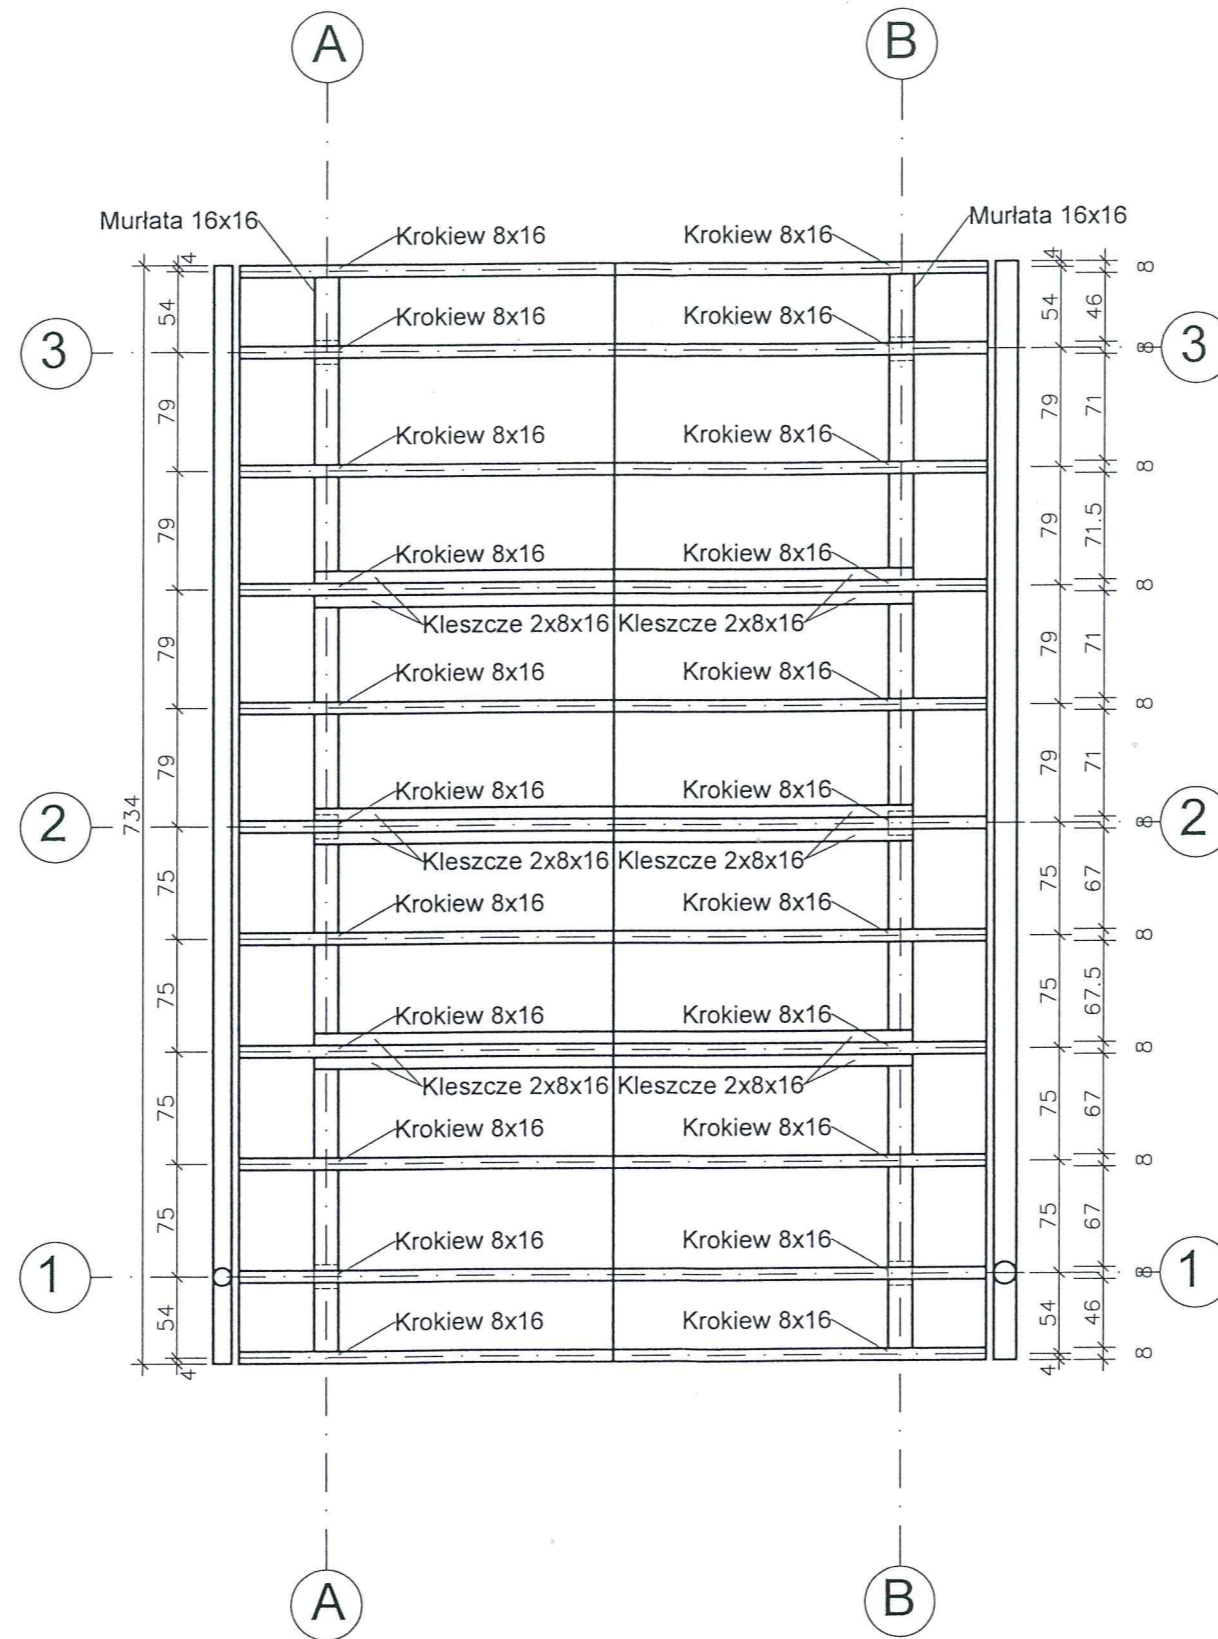 A B
Murłata 16x16 Murłata 16x16
Krokiew 8x16 Krokiew 8x16
4 4 8
54 54 46
Krokiew 8x16 Krokiew 8x16
3 8 3
79 79 71
Krokiew 8x16 Krokiew 8x16
8
79 79 71.5
Krokiew 8x16 Krokiew 8x16
8
Kleszcze 2x8x16 Kleszcze 2x8x16
79 79 71
Krokiew 8x16 Krokiew 8x16
8
79 79 71
734
Krokiew 8x16 Krokiew 8x16
2 8 2
Kleszcze 2x8x16 Kleszcze 2x8x16
75 75 67
Krokiew 8x16 Krokiew 8x16
8
75 75 67.5
Krokiew 8x16 Krokiew 8x16
8
Kleszcze 2x8x16 Kleszcze 2x8x16
75 75 67
Krokiew 8x16 Krokiew 8x16
8
75 75 67
Krokiew 8x16 Krokiew 8x16
1 8 1
54 54 46
Krokiew 8x16 Krokiew 8x16
4 4 8
A B